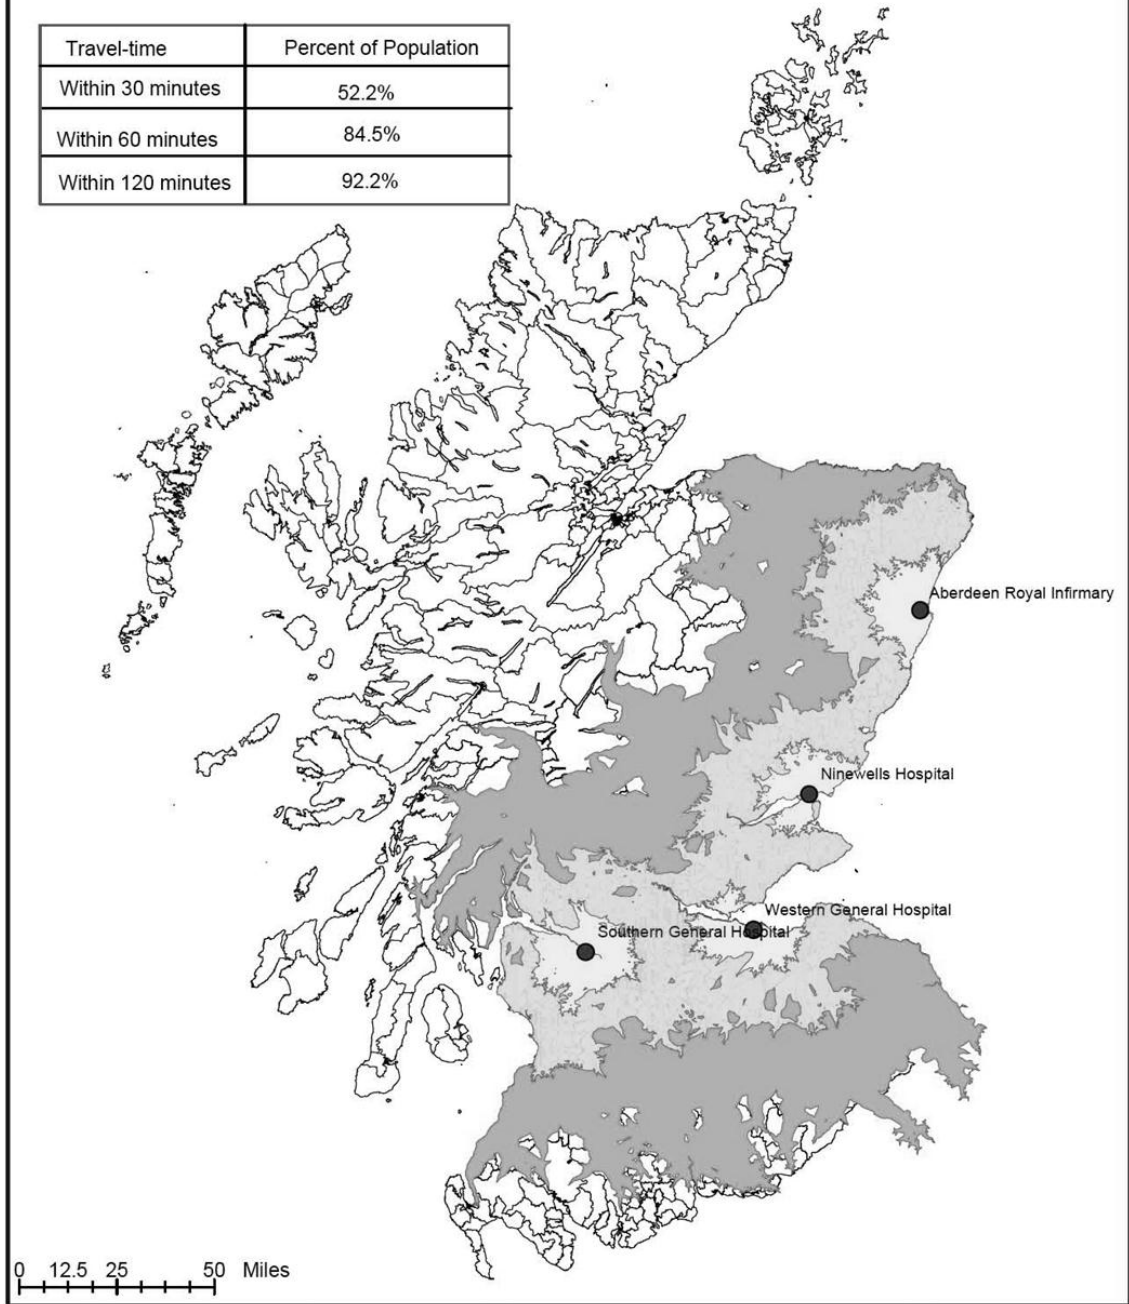 Travel-time Percent of Population
Within 30 minutes 52.2%
Within 60 minutes 84.5%
Within 120 minutes 92.2%
Aberdeen Royal Infirmary
Ninewells Hospital
Western General Hospital
Southern General Hospital
0 12.5 25 50 Miles